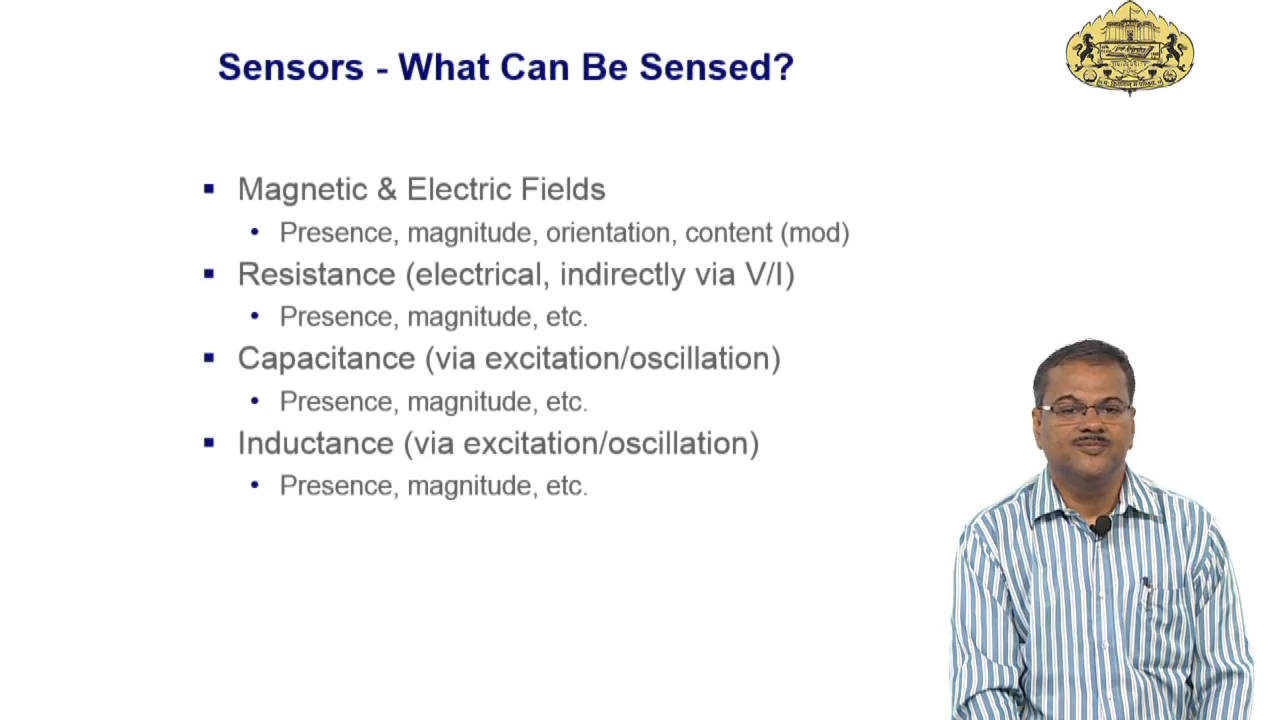 Sensors - What Can Be Sensed?
▪ Magnetic & Electric Fields
• Presence, magnitude, orientation, content (mod)
▪ Resistance (electrical, indirectly via V/I)
• Presence, magnitude, etc.
▪ Capacitance (via excitation/oscillation)
• Presence, magnitude, etc.
▪ Inductance (via excitation/oscillation)
• Presence, magnitude, etc.